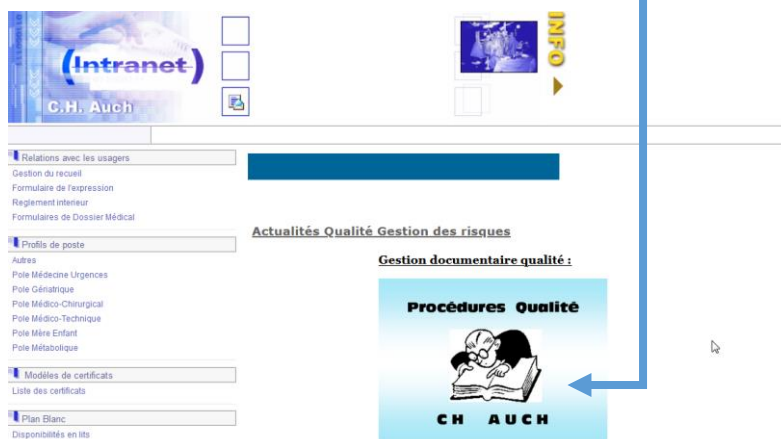 INFO
(Intranet)
C.H. Auch
Relations avec les usagers
Gestion du recueil
Formulaire de l'expression
Reglement interieur
Formulaires de Dossier Médical
Profils de poste
Autres
Pole Médecine Urgences
Pole Gériatrique
Pole Médico-Chirurgical
Pole Médico-Technique
Pole Mère Enfant
Pole Métabolique
Modèles de certificats
Liste des certificats
Plan Blanc
Disponibilités en lits
Actualités Qualité Gestion des risques
Gestion documentaire qualité :
Procédures Qualité
CH AUCH